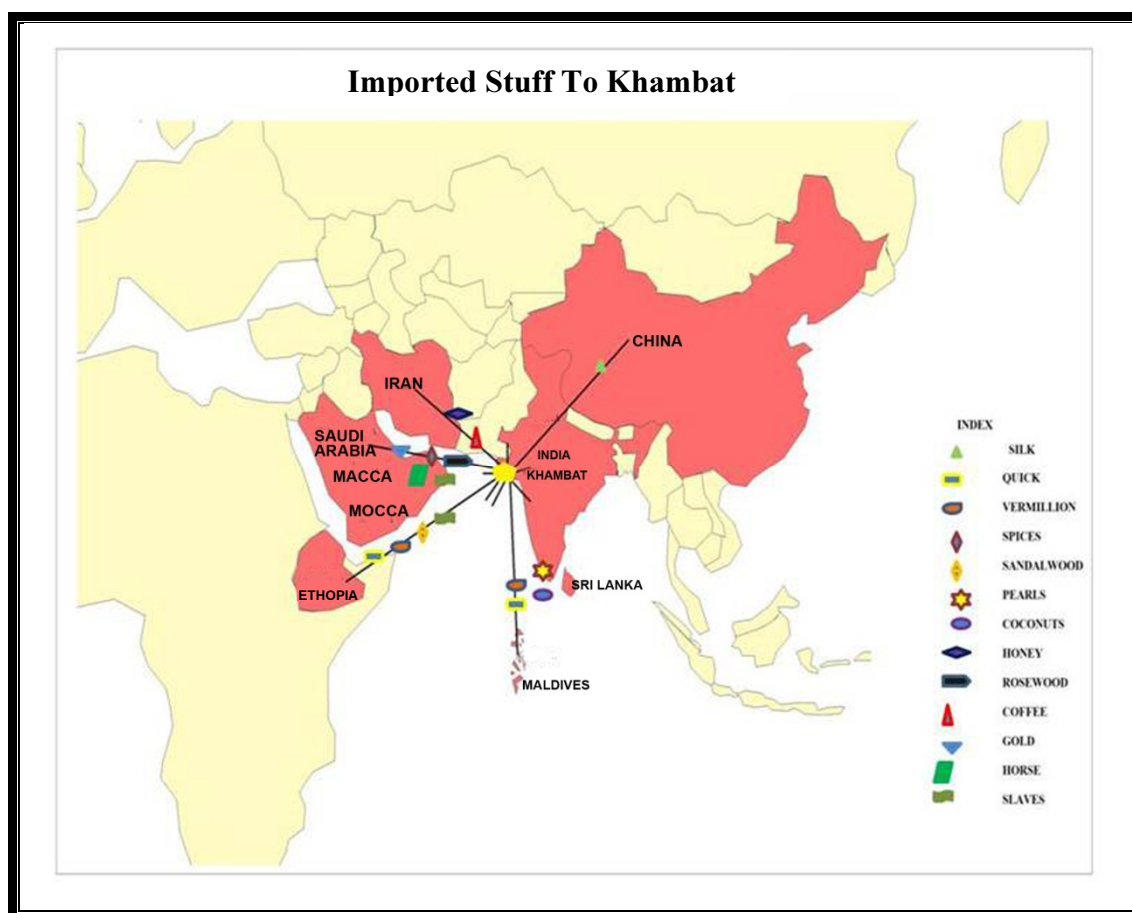 Imported Stuff To Khambat
CHINA
IRAN
SAUDI
ARABIA
INDIA
MACCA
KHAMBAT
MOCCA
ETHOPIA
SRI LANKA
MALDIVES
INDEX
SILK
QUICK
VERMILLION
SPICES
SANDALWOOD
PEARLS
COCONUTS
HONEY
ROSEWOOD
COFFEE
GOLD
HORSE
SLAVES